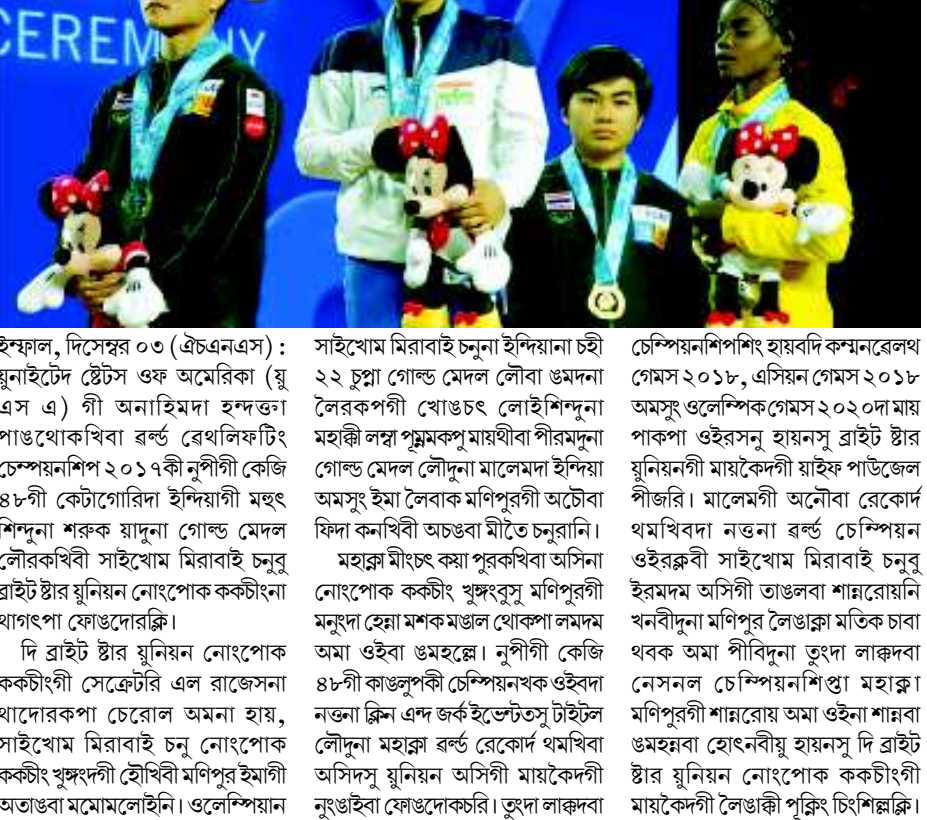 CEREMONY
ইম্ফাল, দিসেম্বর ০৩ (ঐচএনএস) :
য়ুনাইটেদ ষ্টেটস ওফ অমেরিকা (য়ু
এস এ) গী অনাহিমদা হন্দক্তা
পাঙথোকখিবা ৱর্ল্ড ৱেথলিফটিং
চেম্পয়নশিপ ২০১৭কী নুপীগী কেজি
৪৮গী কেটাগোরিদা ইন্দিয়াগী মহুৎ
শিন্দুনা শরুক য়াদুনা গোল্ড মেদল
লৌরকখিবী সাইখোম মিরাবাই চনুবু
ব্রাইট ষ্টার য়ুনিয়ন নোংপোক ককচীংনা
থাগৎপা ফোঙদোরক্লি।
দি ব্রাইট ষ্টার য়ুনিয়ন নোংপোক
ককচীংগী সেক্রেটরি এল রাজেসনা
থাদোরকপা চেরোল অমনা হায়,
সাইখোম মিরাবাই চনু নোংপোক
ককচীং খুঙ্গংদগী হৌখিবী মণিপুর ইমাগী
অতাঙবা মমোমলোইনি। ওলেম্পিয়ান
সাইখোম মিরাবাই চনুনা ইন্দিয়ানা চহী
২২ চুপ্না গোল্ড মেদল লৌবা ঙমদনা
লৈরকপগী খোঙচৎ লোইশিন্দুনা
মহাক্কী লম্বা পুম্নমকপু মায়থীবা পীরমদুনা
গোল্ড মেদল লৌদুনা মালেমদা ইন্দিয়া
অমসুং ইমা লৈবাক মণিপুরগী অচৌবা
ফিদা কনখিবী অচঙবা মীতৈ চনুরানি।
মহাক্না মীংচৎ কয়া পুরকখিবা অসিনা
নোংপোক ককচীং খুঙ্গংবুসু মণিপুরগী
মনুংদা হেন্না মশক মঙাল থোকপা লমদম
অমা ওইবা ঙমহল্লে। নুপীগী কেজি
৪৮গী কাঙলুপকী চেম্পিয়নখক ওইবদা
নত্তনা ক্লিন এন্দ জর্ক ইভেন্টতসু টাইটল
লৌদুনা মহাক্না ৱর্ল্ড রেকোর্দ থমখিবা
অসিদসু য়ুনিয়ন অসিগী মায়কৈদগী
নুংঙাইবা ফোঙদোকচরি। তুংদা লাক্কদবা
চেম্পিয়নশিপশিং হায়বদি কম্মনৱেলথ
গেমস ২০১৮, এসিয়ন গেমস ২০১৮
অমসুং ওলেম্পিক গেমস ২০২০দা মায়
পাকপা ওইরসনু হায়নসু ব্রাইট ষ্টার
য়ুনিয়নগী মায়কৈদগী য়াইফ পাউজেল
পীজরি। মালেমগী অনৌবা রেকোর্দ
থমখিবদা নত্তনা ৱর্ল্ড চেম্পিয়ন
ওইরক্লবী সাইখোম মিরাবাই চনুবু
ইরমদম অসিগী তাঙলবা শান্নরোয়নি
খনবীদুনা মণিপুর লৈঙাক্না মতিক চাবা
থবক অমা পীবিদুনা তুংদা লাক্কদবা
নেসনল চেম্পিয়নশিপ্তা মহাক্না
মণিপুরগী শান্নরোয় অমা ওইনা শান্নবা
ঙমহন্নবা হোৎনবীয়ু হায়নসু দি ব্রাইট
ষ্টার য়ুনিয়ন নোংপোক ককচীংগী
মায়কৈদগী লৈঙাক্কী পূক্নিং চিংশিল্লক্লি।